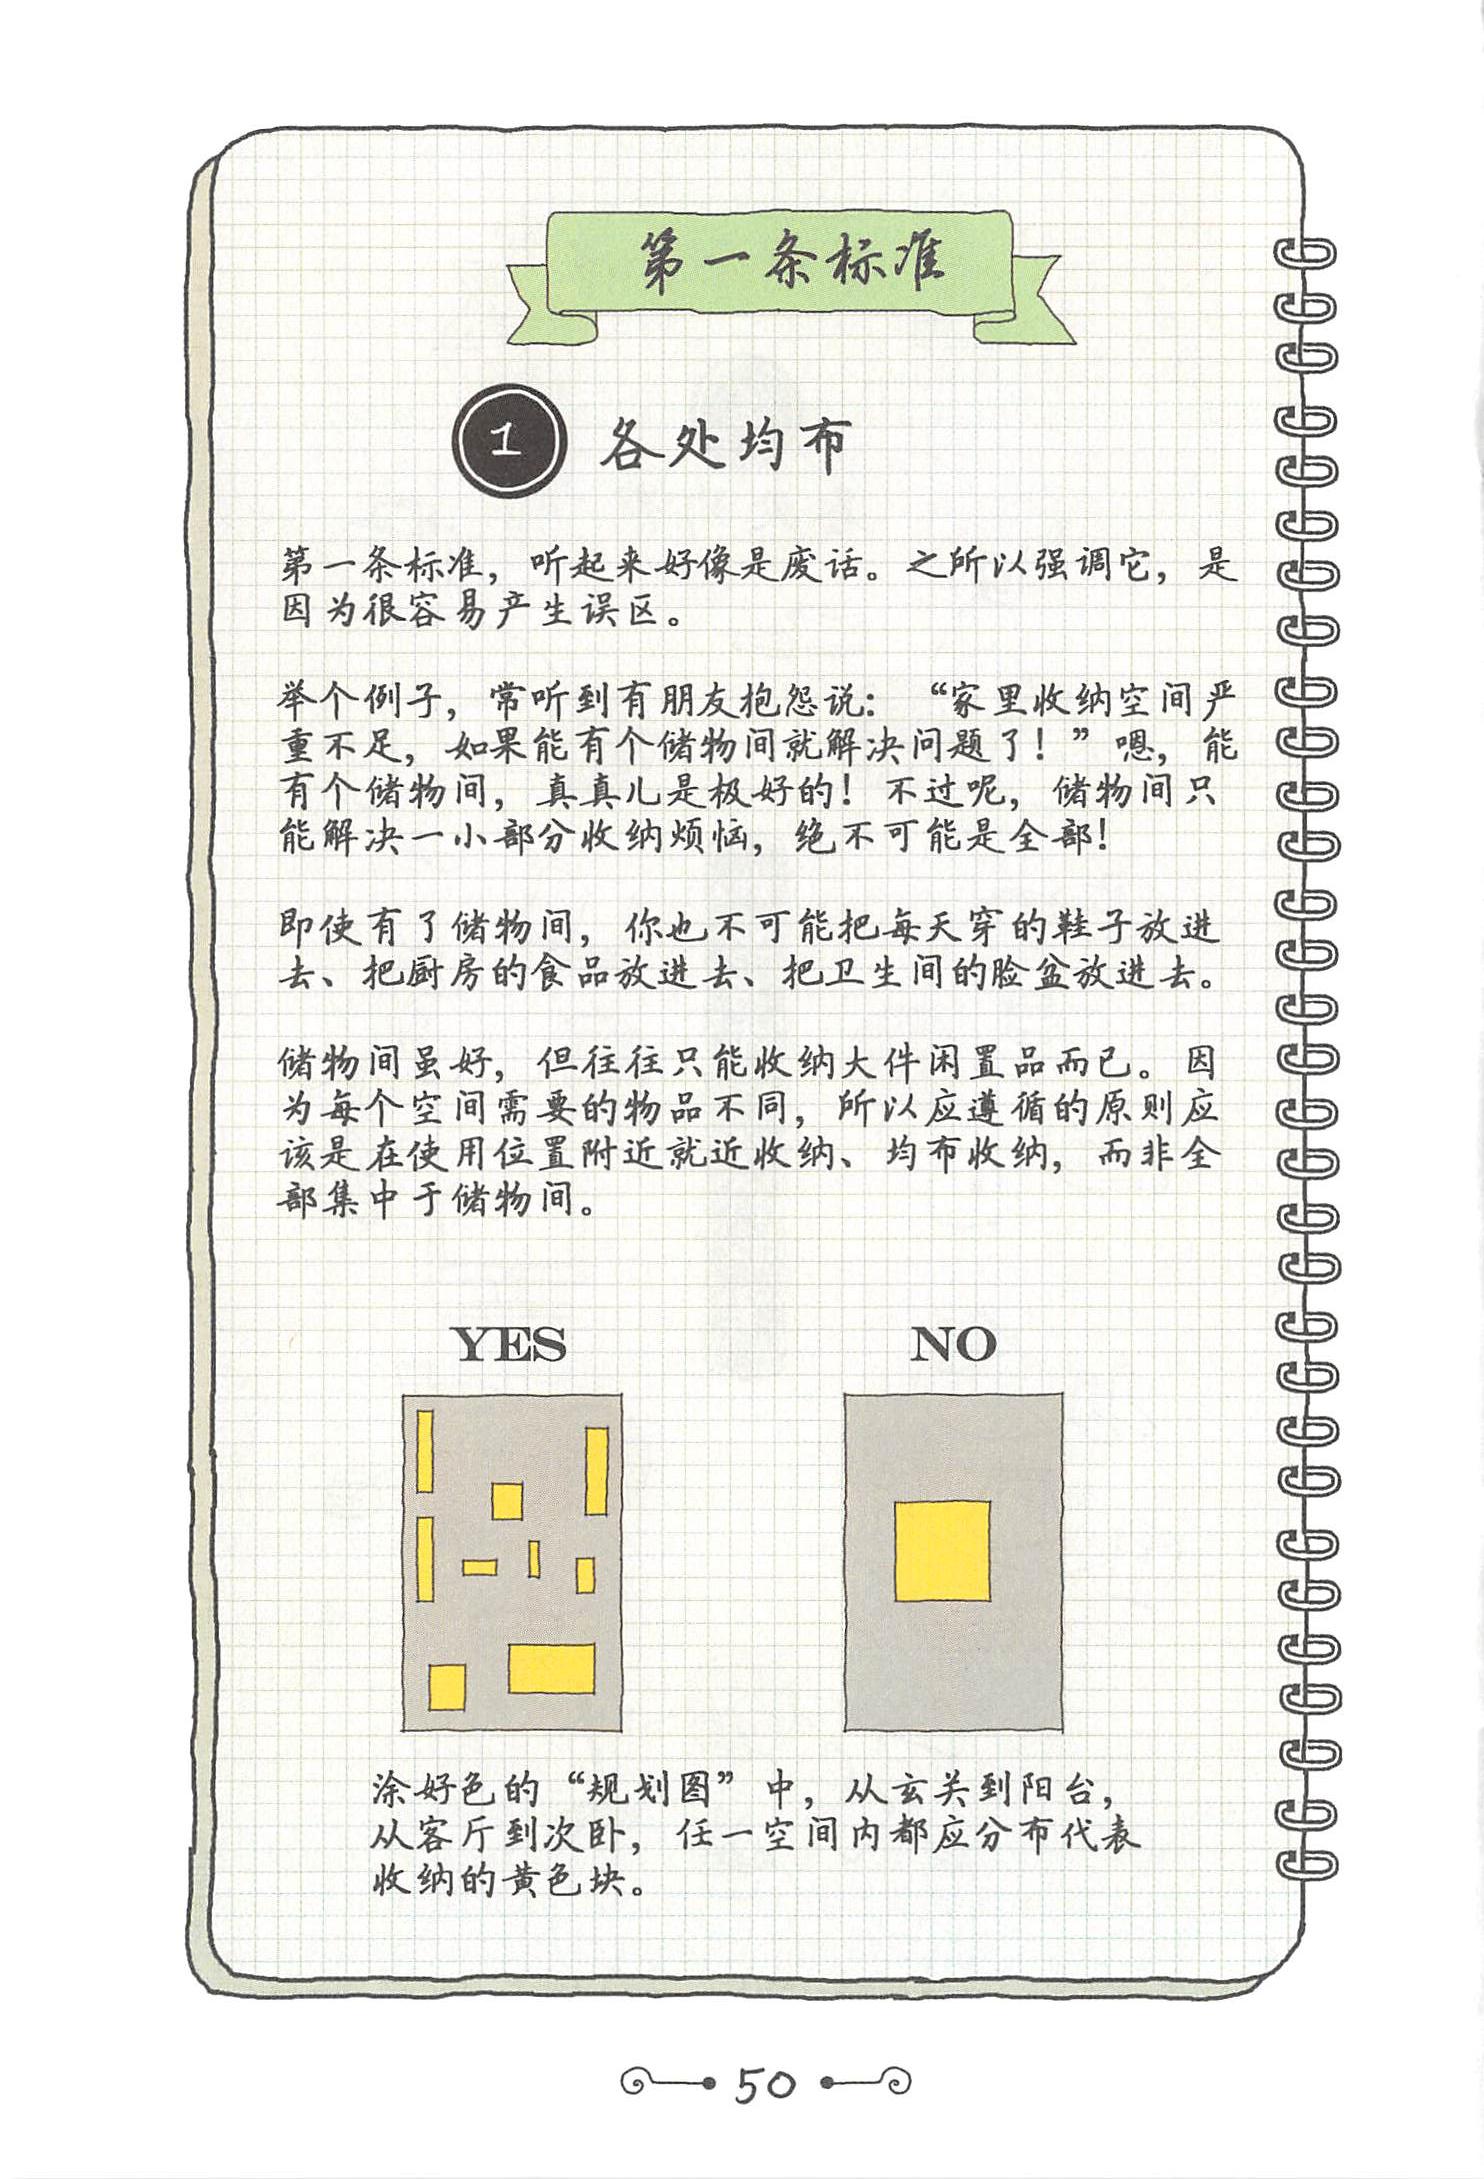 第一条标准
1 各处均布
第一条标准，听起来好像是废话。之所以强调它，是
因为很容易产生误区。
举个例子，常听到有朋友抱怨说：“家里收纳空间严
重不足，如果能有个储物间就解决问题了！”嗯，能
有个储物间，真真儿是极好的！不过呢，储物间只
能解决一小部分收纳烦恼，绝不可能是全部！
即使有了储物间，你也不可能把每天穿的鞋子放进
去、把厨房的食品放进去、把卫生间的脸盆放进去。
储物间虽好，但往往只能收纳大件闲置品而已。因
为每个空间需要的物品不同，所以应遵循的原则应
该是在使用位置附近就近收纳、均布收纳，而非全
部集中于储物间。
YES
NO
涂好色的“规划图”中，从玄关到阳台，
从客厅到次卧，任一空间内都应分布代表
收纳的黄色块。
50